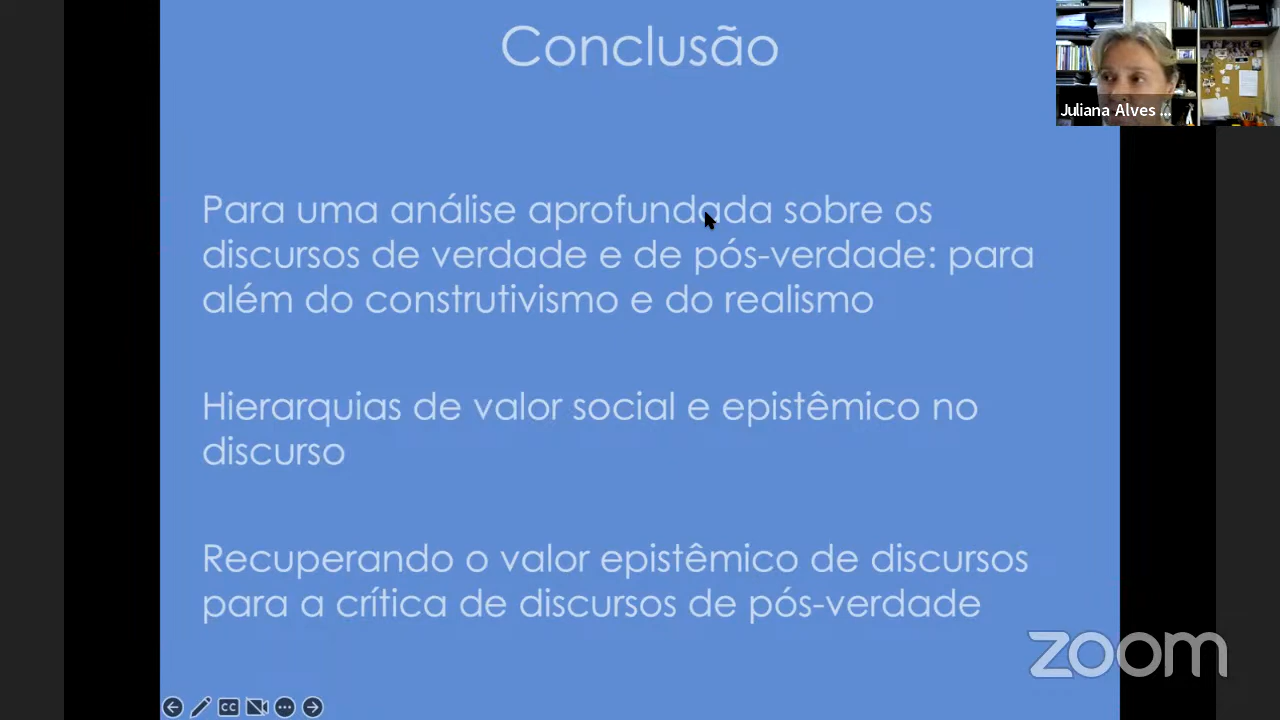 Conclusão
Juliana Alves ...
Para uma análise aprofundada sobre os
discursos de verdade e de pós-verdade: para
além do construtivismo e do realismo
Hierarquias de valor social e epistêmico no
discurso
Recuperando o valor epistêmico de discursos
para a crítica de discursos de pós-verdade
zoom
CC